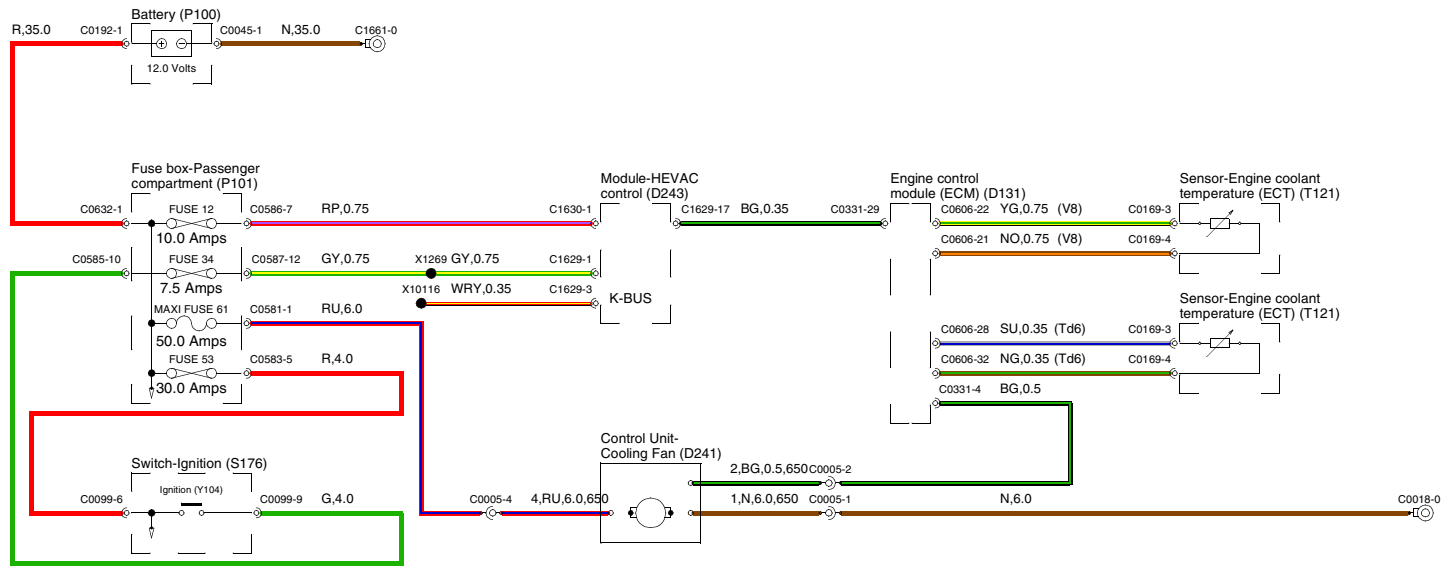 Battery (P100)
R,35.0 C0192-1 C0045-1 N,35.0 C1661-0
12.0 Volts
Fuse box-Passenger
compartment (P101)
Module-HEVAC
control (D243)
Engine control
module (ECM) (D131)
Sensor-Engine coolant
temperature (ECT) (T121)
C0632-1 FUSE 12 C0586-7 RP,0.75 C1630-1 C1629-17 BG,0.35 C0331-29 C0606-22 YG,0.75 (V8) C0169-3
10.0 Amps
C0606-21 NO,0.75 (V8) C0169-4
C0585-10 FUSE 34 C0587-12 GY,0.75 X1269 GY,0.75 C1629-1
7.5 Amps
X10116 WRY,0.35 C1629-3
K-BUS
Sensor-Engine coolant
temperature (ECT) (T121)
MAXI FUSE 61 C0581-1 RU,6.0
50.0 Amps
C0606-28 SU,0.35 (Td6) C0169-3
FUSE 53 C0583-5 R,4.0
30.0 Amps
C0606-32 NG,0.35 (Td6) C0169-4
C0331-4 BG,0.5
Control Unit-
Cooling Fan (D241)
Switch-Ignition (S176)
2,BG,0.5,650 C0005-2
Ignition (Y104)
C0099-6 C0099-9 G,4.0 C0005-4 4,RU,6.0,650 1,N,6.0,650 C0005-1 N,6.0 C0018-0